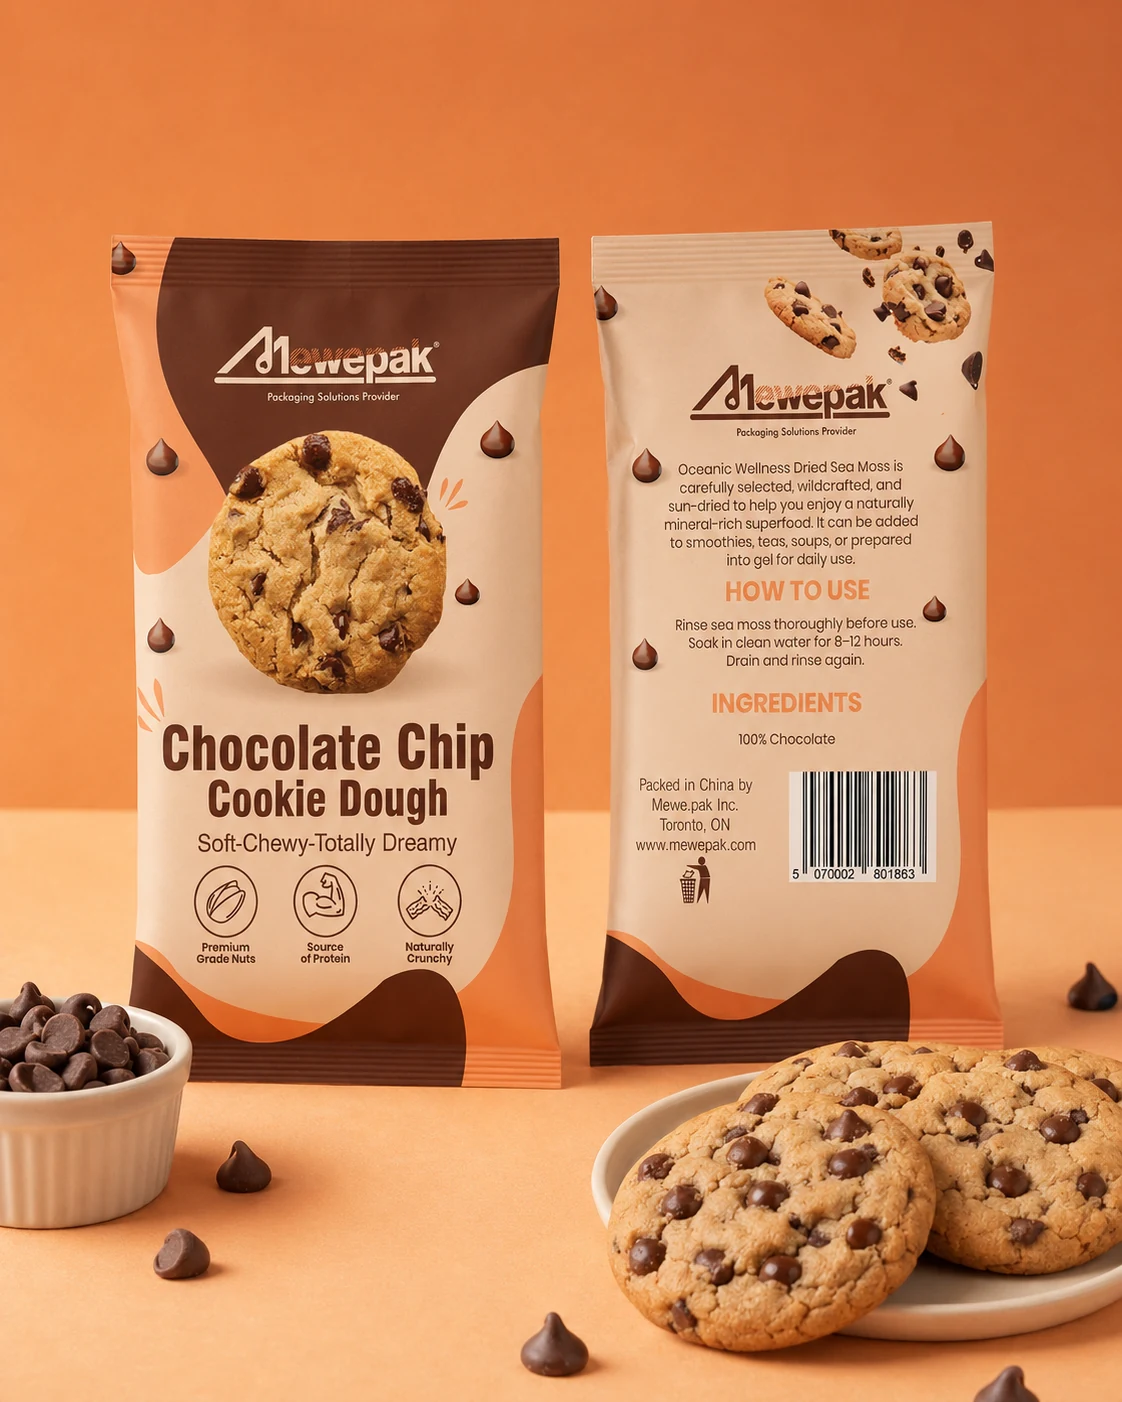 Mewepak®
Packaging Solutions Provider
Chocolate Chip
Cookie Dough
Soft-Chewy-Totally Dreamy
Premium
Grade Nuts
Source
of Protein
Naturally
Crunchy
Mewepak®
Packaging Solutions Provider
Oceanic Wellness Dried Sea Moss is
carefully selected, wildcrafted, and
sun-dried to help you enjoy a naturally
mineral-rich superfood. It can be added
to smoothies, teas, soups, or prepared
into gel for daily use.
HOW TO USE
Rinse sea moss thoroughly before use.
Soak in clean water for 8–12 hours.
Drain and rinse again.
INGREDIENTS
100% Chocolate
Packed in China by
Mewe.pak Inc.
Toronto, ON
www.mewepak.com
5 070002 801863